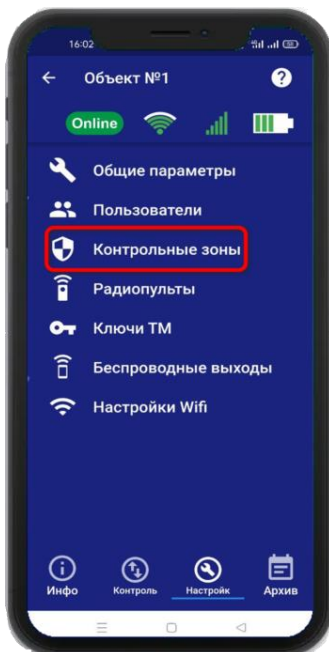 16:02
Объект №1
?
Online
Общие параметры
Пользователи
Контрольные зоны
Радиопульты
Ключи ТМ
Беспроводные выходы
Настройки Wifi
Инфо Контроль Настройк Архив